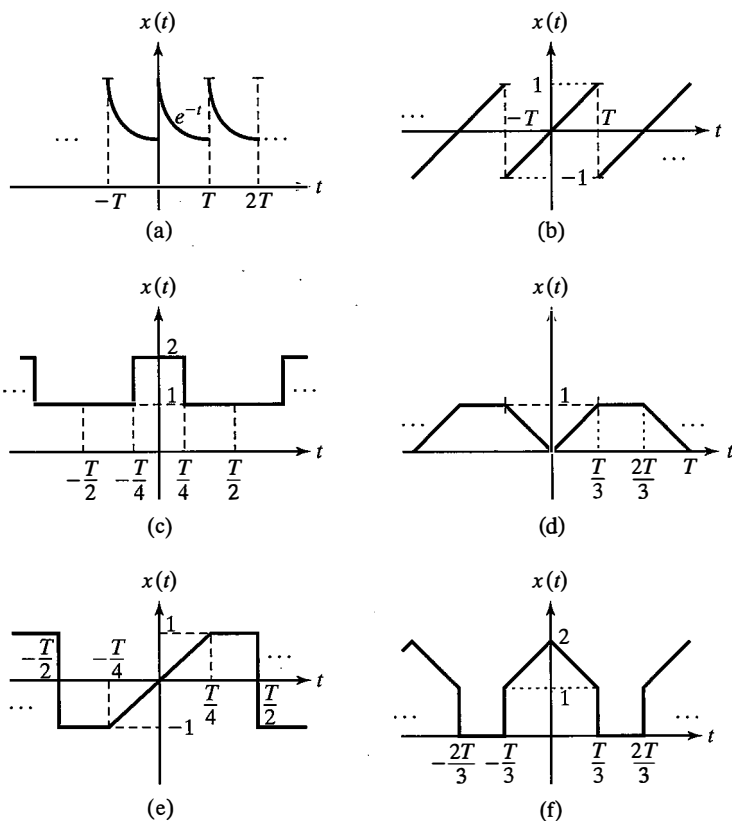 x(t)
x(t)
e^{-t}
... ...
t
-T T 2T
(a)
1
... -T T
t
-1 ...
(b)
x(t)
x(t)
2
... 1 ...
t
-T/2 -T/4 T/4 T/2
(c)
1
... ...
t
T/3 2T/3 T
(d)
x(t)
x(t)
1
-T/2 -T/4 ...
t
... T/4 T/2
-1
(e)
2
1
... ...
t
-2T/3 -T/3 T/3 2T/3
(f)